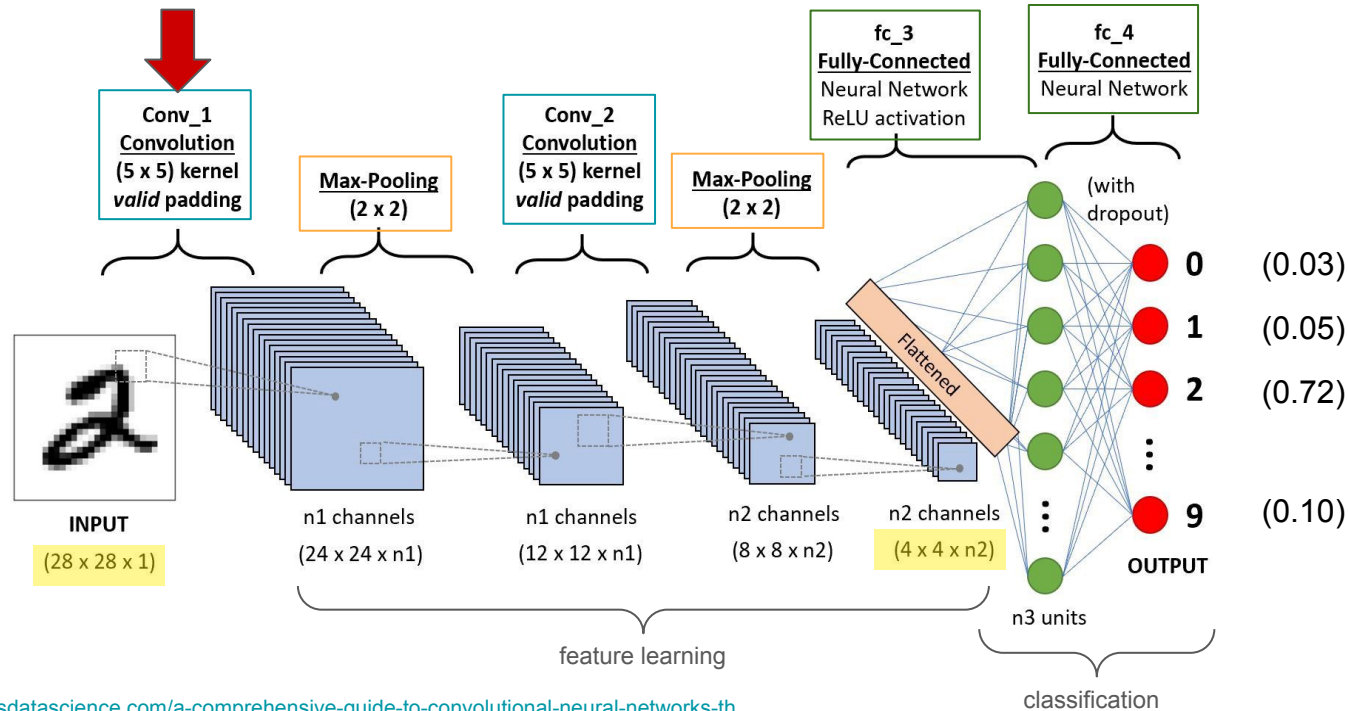 Conv_1
Convolution
(5 x 5) kernel
valid padding
Max-Pooling
(2 x 2)
Conv_2
Convolution
(5 x 5) kernel
valid padding
Max-Pooling
(2 x 2)
fc_3
Fully-Connected
Neural Network
ReLU activation
fc_4
Fully-Connected
Neural Network
(with
dropout)
Flattened
0 (0.03)
1 (0.05)
2 (0.72)
9 (0.10)
OUTPUT
INPUT
(28 x 28 x 1)
n1 channels
(24 x 24 x n1)
n1 channels
(12 x 12 x n1)
n2 channels
(8 x 8 x n2)
n2 channels
(4 x 4 x n2)
n3 units
feature learning
classification
sdatascience.com/a-comprehensive-guide-to-convolutional-neural-networks-th